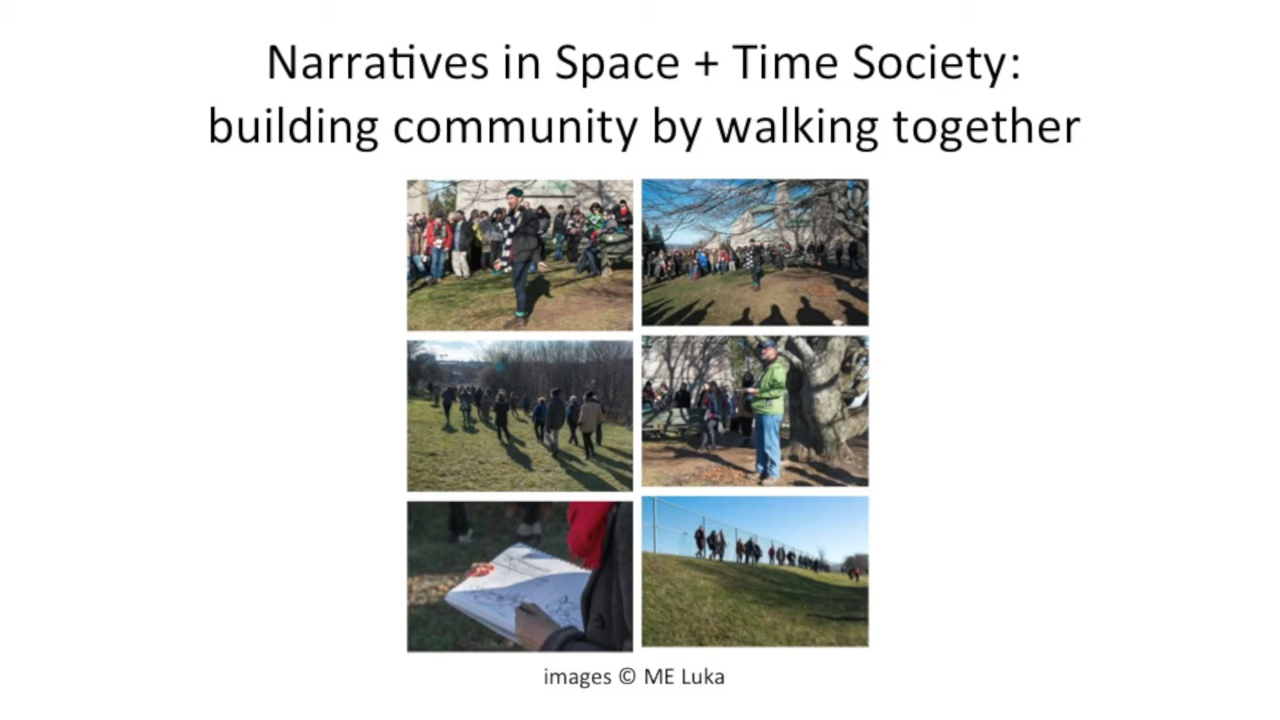 Narratives in Space + Time Society:
building community by walking together
images © ME Luka